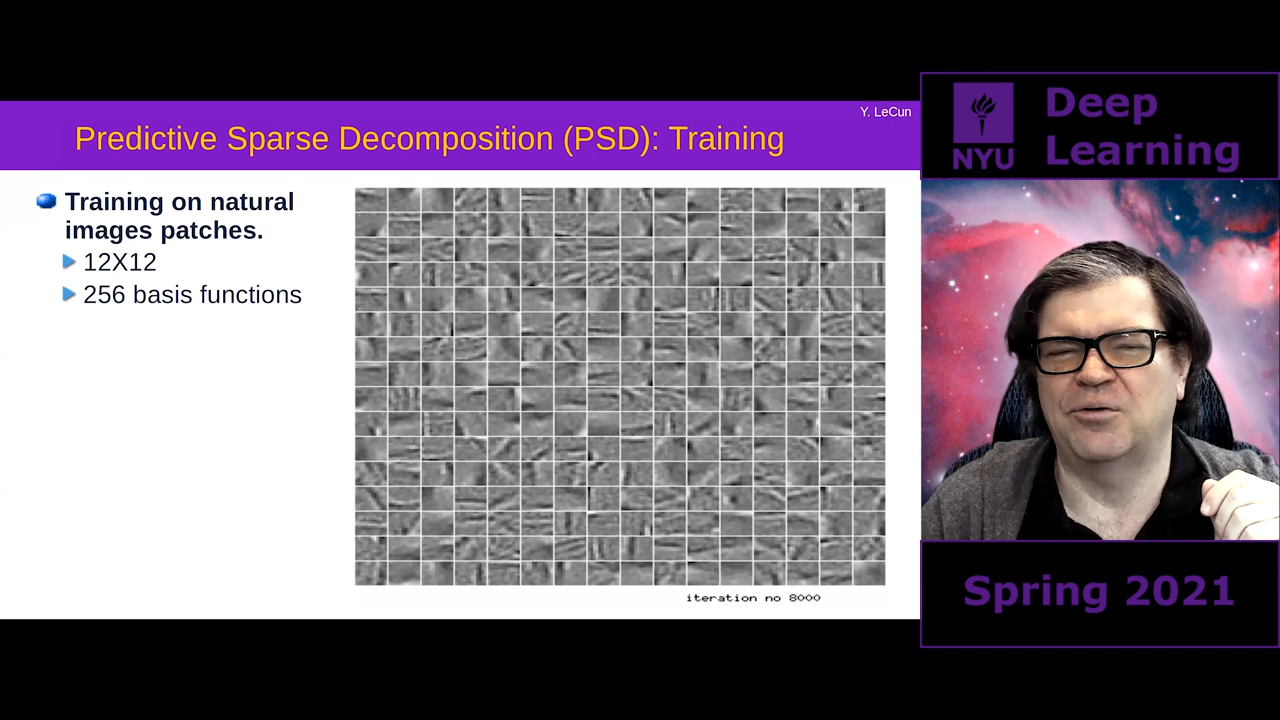 Y. LeCun
Predictive Sparse Decomposition (PSD): Training
Training on natural
images patches.
12X12
256 basis functions
iteration no 8000
NYU
Deep
Learning
Spring 2021